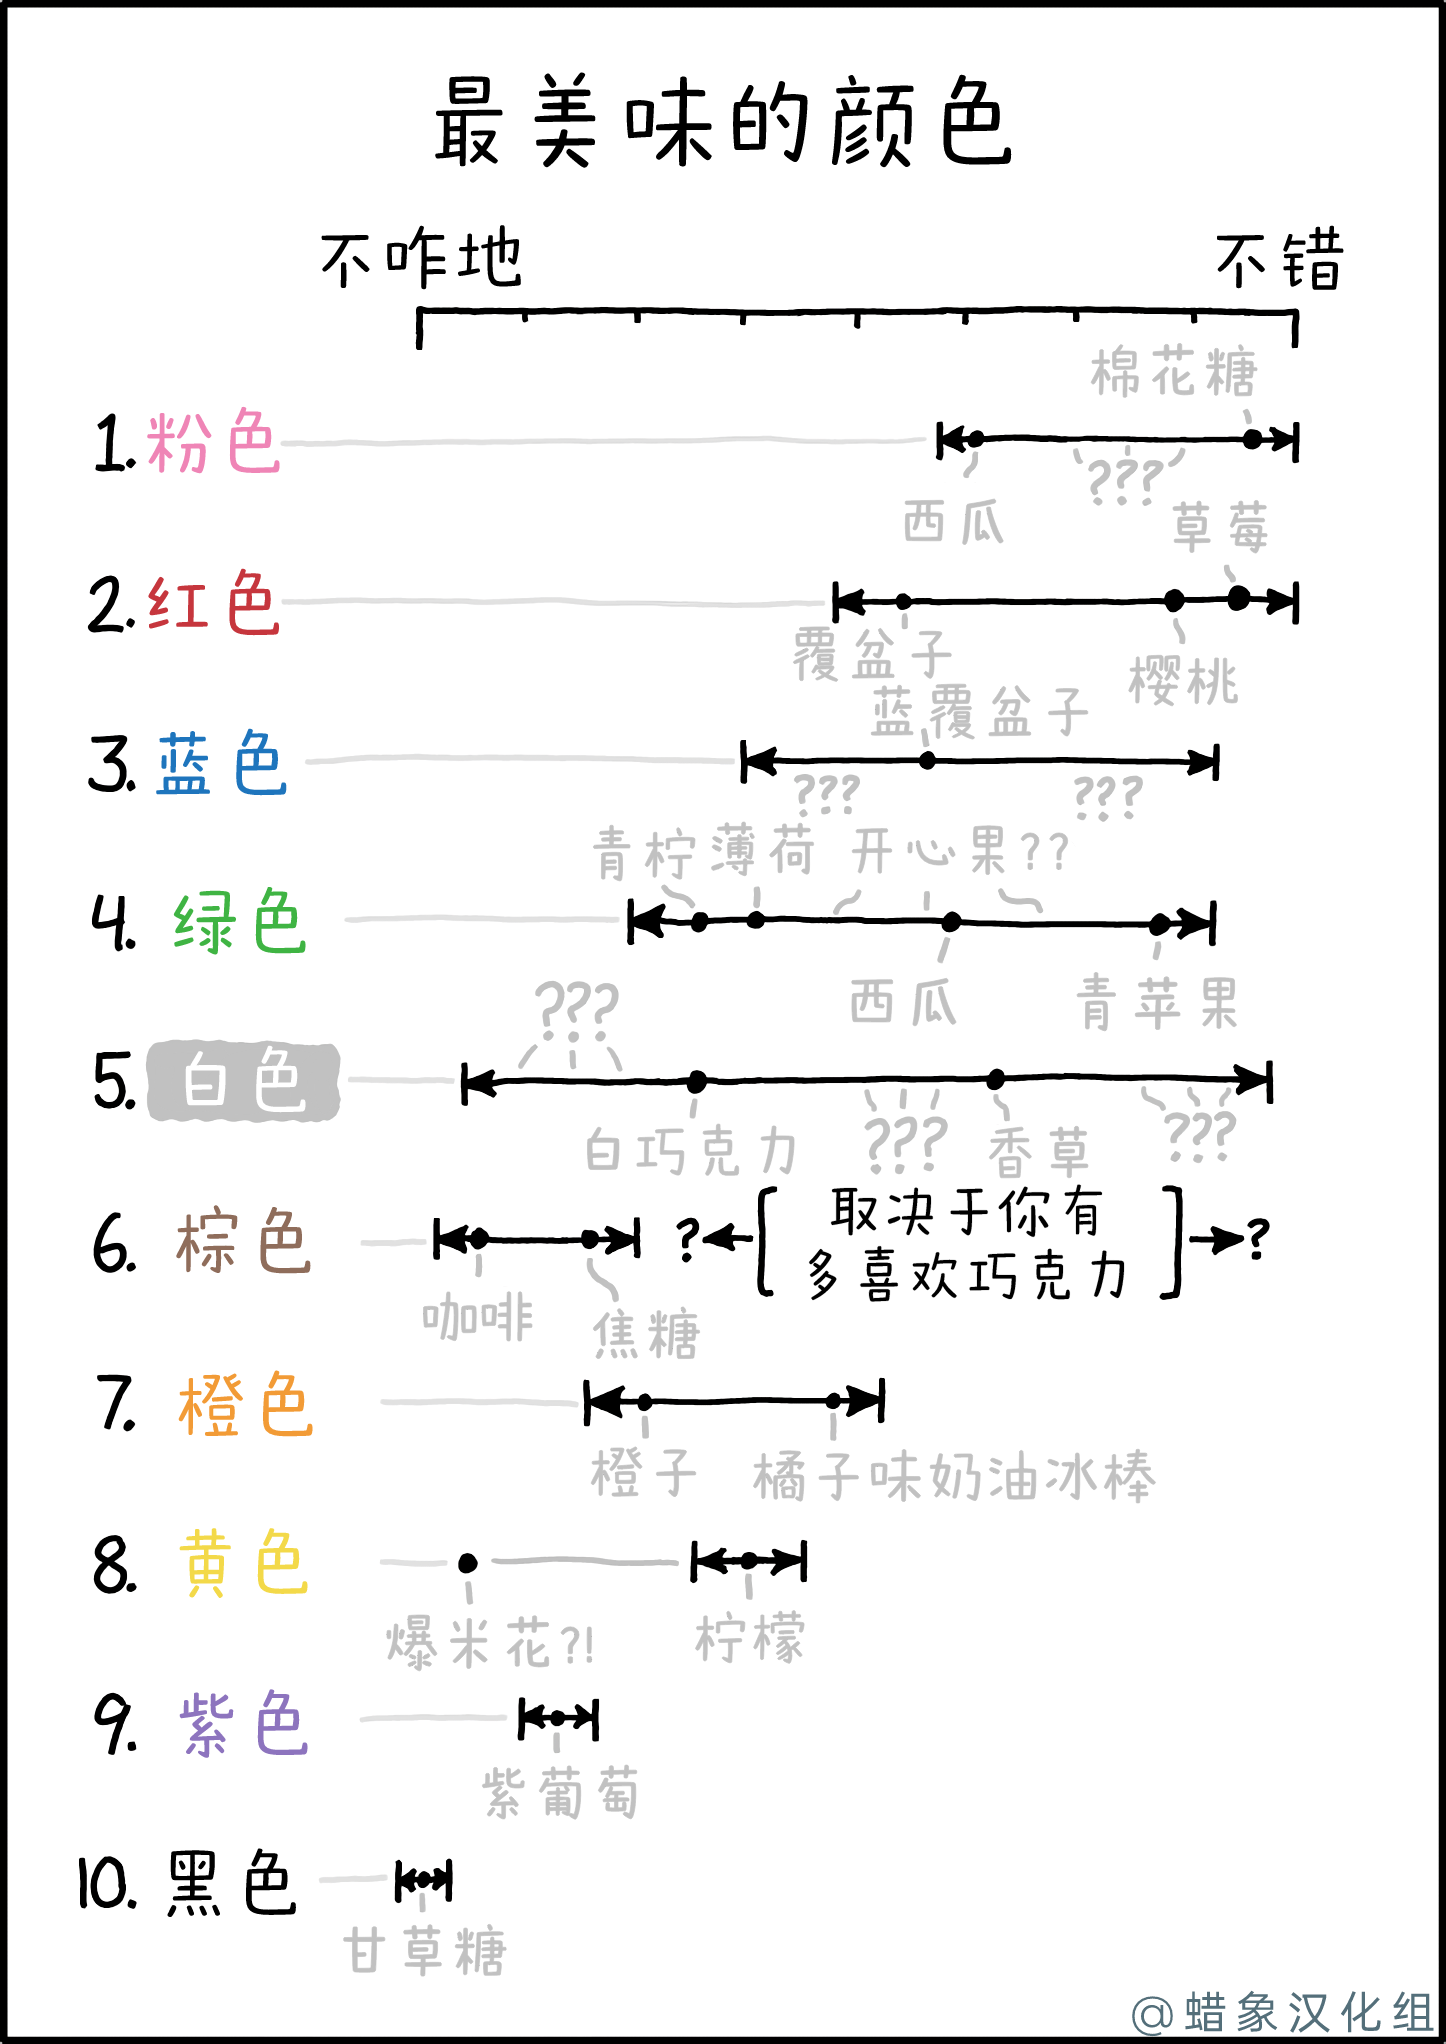 最美味的颜色
不咋地 不错
棉花糖
1. 粉色
西瓜 ???
草莓
2. 红色
覆盆子 樱桃
蓝覆盆子
3. 蓝色
??? ???
青柠 薄荷 开心果??
4. 绿色
西瓜 青苹果
???
5. 白色
白巧克力 ??? 香草 ???
6. 棕色 ? 取决于你有 ?
多喜欢巧克力
咖啡 焦糖
7. 橙色
橙子 橘子味奶油冰棒
8. 黄色
爆米花?! 柠檬
9. 紫色
紫葡萄
10. 黑色
甘草糖
@蜡象汉化组